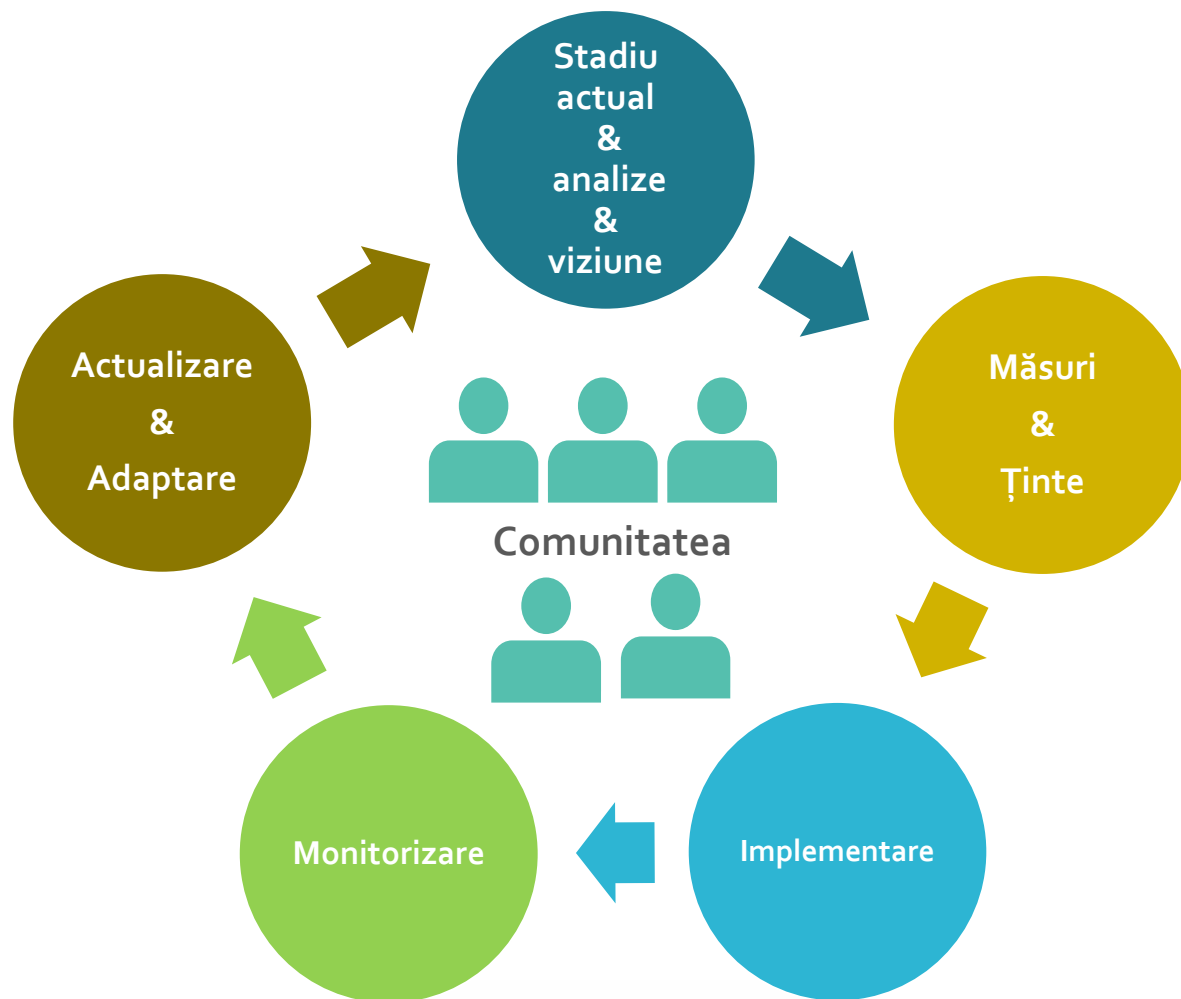 Stadiu
actual
&
analize
&
viziune
Măsuri
&
Ținte
Implementare
Monitorizare
Actualizare
&
Adaptare
Comunitatea